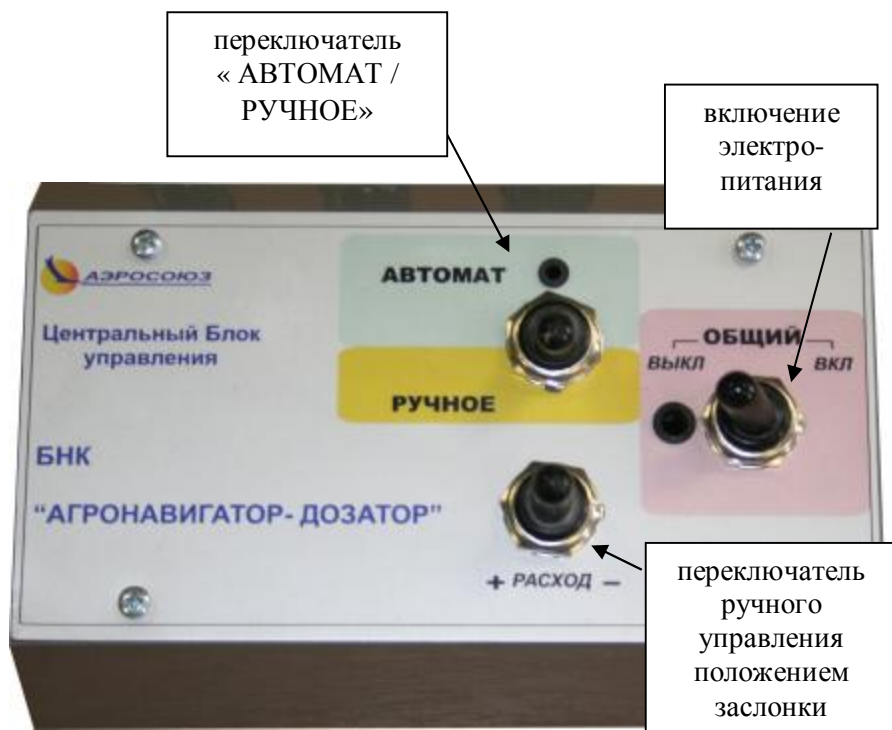 переключатель
« АВТОМАТ /
РУЧНОЕ»
включение
электро-
питания
АЭРОСОЮЗ
Центральный Блок
управления
АВТОМАТ
РУЧНОЕ
ОБЩИЙ
ВЫКЛ
ВКЛ
БНК
"АГРОНАВИГАТОР- ДОЗАТОР"
+ РАСХОД −
переключатель
ручного
управления
положением
заслонки